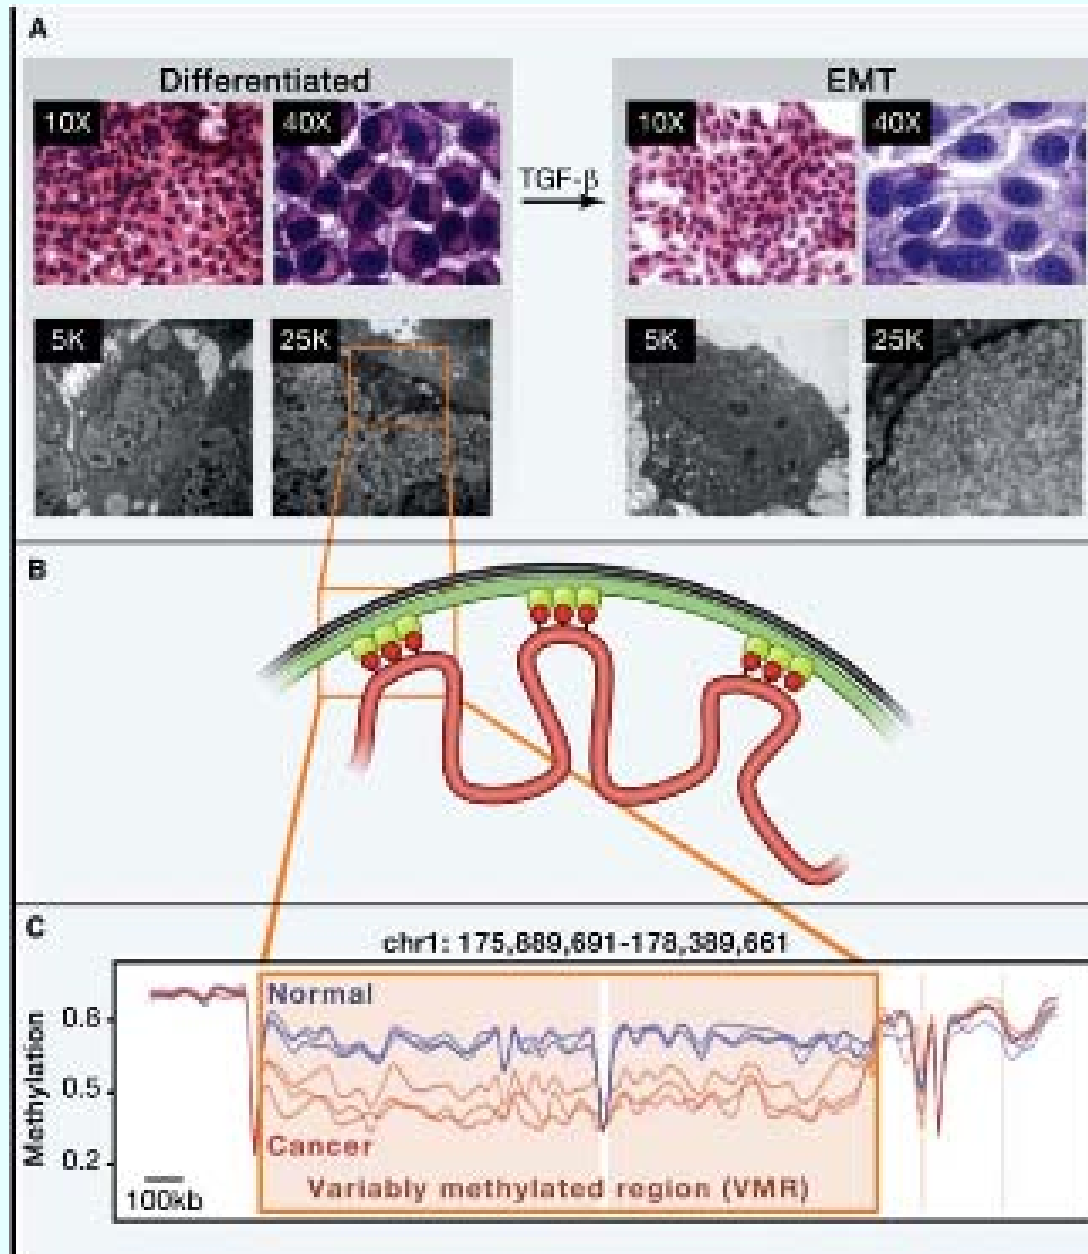 A
Differentiated
EMT
10X
40X
TGF-β
10X
40X
5K
25K
5K
25K
B
C
chr1: 175,889,691-178,389,661
Methylation
0.8
0.5
0.2
Normal
Cancer
Variably methylated region (VMR)
100kb